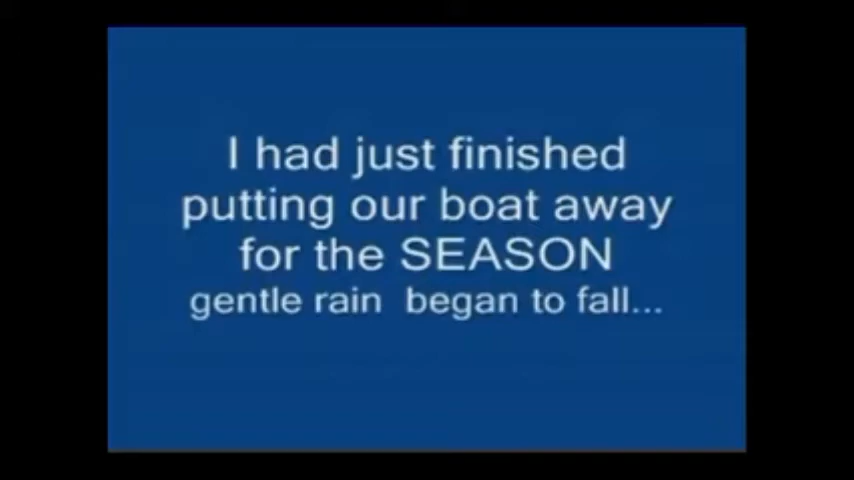 I had just finished
putting our boat away
for the SEASON
gentle rain began to fall...